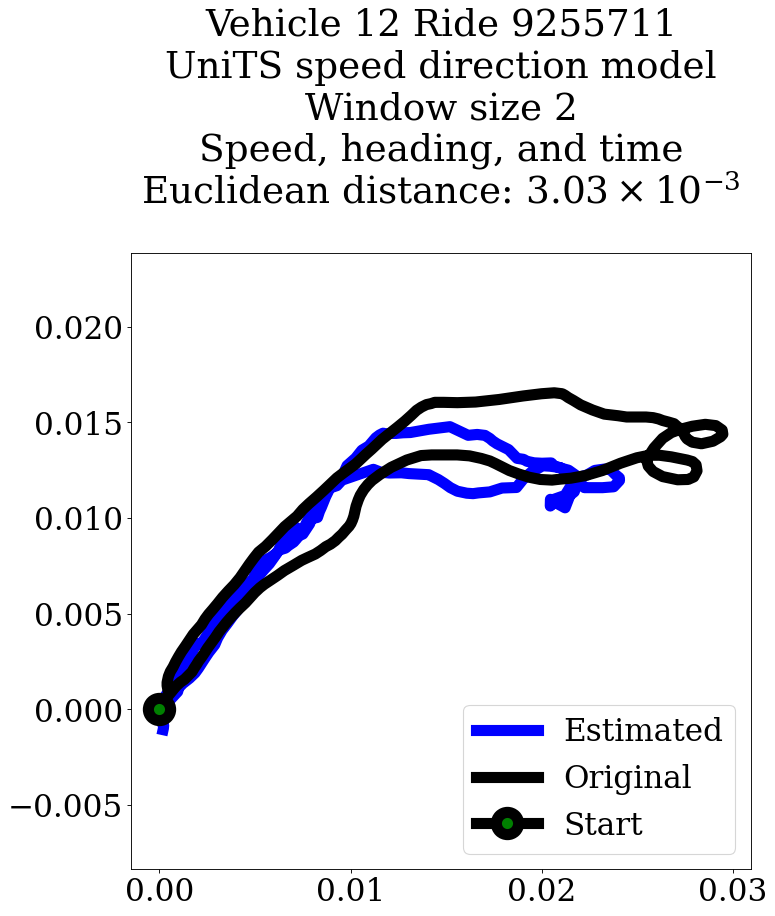 Vehicle 12 Ride 9255711
UniTS speed direction model
Window size 2
Speed, heading, and time
Euclidean distance: 3.03 × 10⁻³
0.020
0.015
0.010
0.005
0.000
−0.005
Estimated
Original
Start
0.00 0.01 0.02 0.03